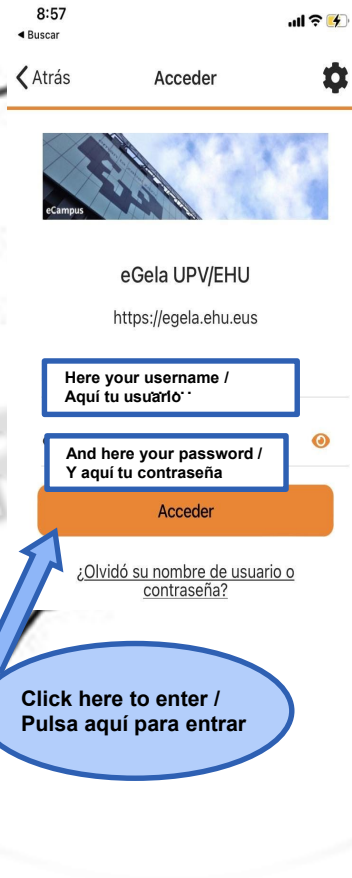 8:57
◀ Buscar
Atrás
Acceder
eCampus
eGela UPV/EHU
https://egela.ehu.eus
Here your username /
Aquí tu usuario
And here your password /
Y aquí tu contraseña
Acceder
¿Olvidó su nombre de usuario o
contraseña?
Click here to enter /
Pulsa aquí para entrar